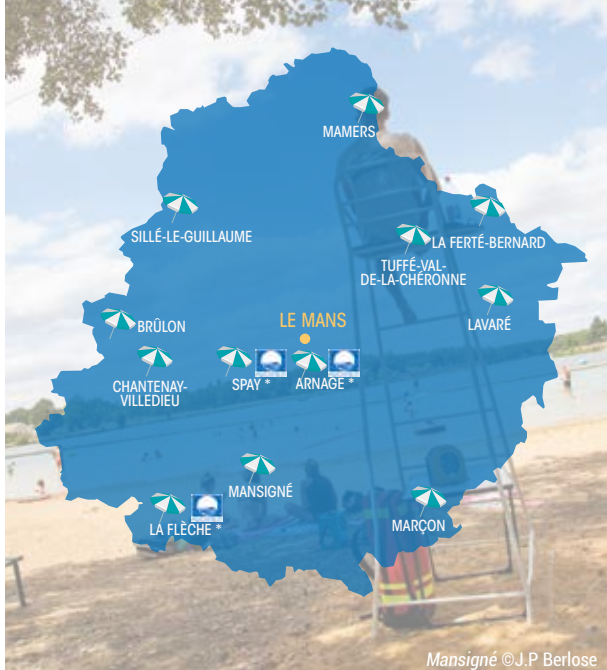 MAMERS
SILLÉ-LE-GUILLAUME
LA FERTÉ-BERNARD
TUFFÉ-VAL-
DE-LA-CHÉRONNE
LAVARÉ
BRÛLON
LE MANS
CHANTENAY-
VILLEDIEU
SPAY *
ARNAGE *
MANSIGNÉ
LA FLÈCHE *
MARÇON
Mansigné ©J.P Berlose